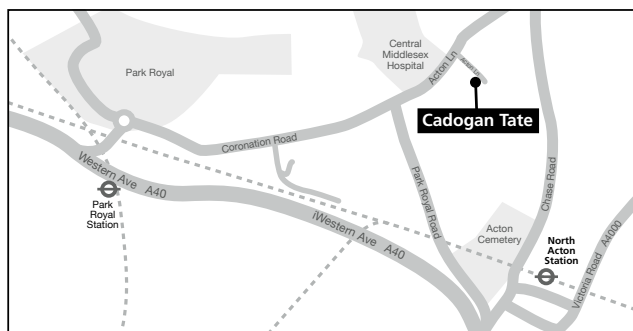 Park Royal
Central
Middlesex
Hospital
Acton Ln
Cadogan Tate
Coronation Road
Western Ave A40
Park
Royal
Station
iWestern Ave A40
Park Royal Road
Chase Road
Acton
Cemetery
North
Acton
Station
Victoria Road A4000